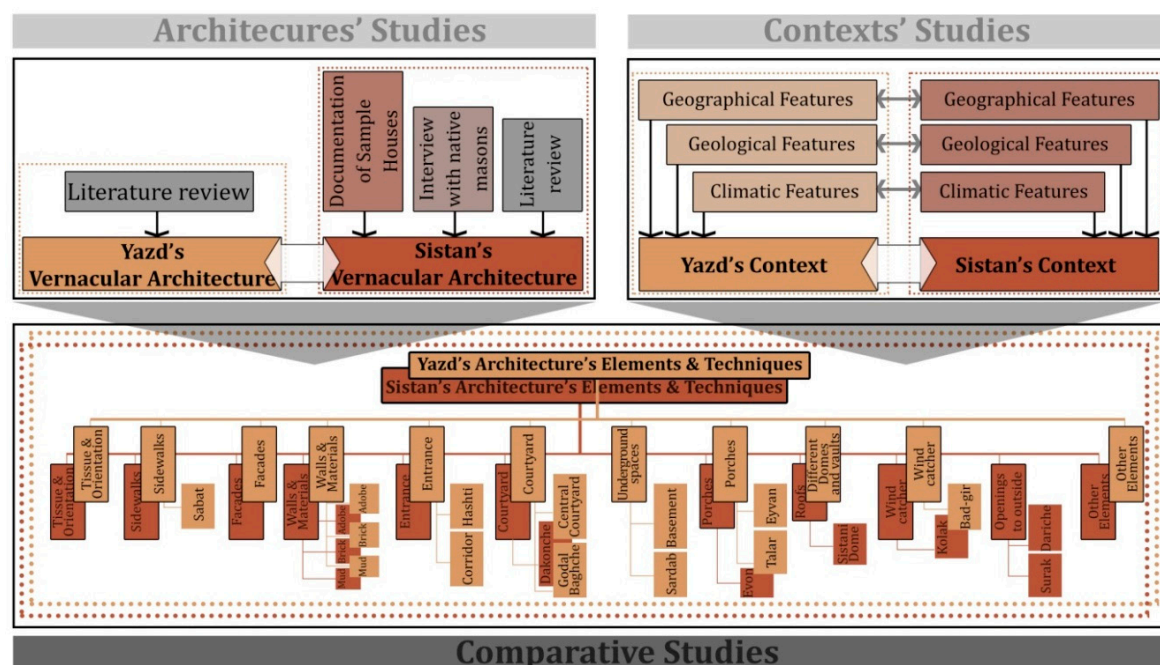 Architecures' Studies
Contexts' Studies
Documentation
of Sample
Houses
Interview
with native
masons
Literature
review
Literature review
Yazd's
Vernacular Architecture
Sistan's
Vernacular Architecture
Geographical Features
Geographical Features
Geological Features
Geological Features
Climatic Features
Climatic Features
Yazd's Context
Sistan's Context
Yazd's Architecture's Elements & Techniques
Sistan's Architecture's Elements & Techniques
Tissue &
Orientation
Tissue &
Orientation
Sidewalks
Sidewalks
Sabat
Facades
Facades
Walls &
Materials
Walls &
Materials
Adobe
Adobe
Brick
Brick
Mud
Mud
Entrance
Entrance
Hashti
Corridor
Courtyard
Courtyard
Central
Courtyard
Dakonche
Godal
Baghche
Underground
spaces
Basement
Sardab
Porches
Porches
Eyvan
Talar
Evon
Roofs
Different
Domes
and vaults
Sistani
Dome
Wind
catcher
Wind
catcher
Bad-gir
Kolak
Openings
to outside
Dariche
Surak
Other
Elements
Other
Elements
Comparative Studies